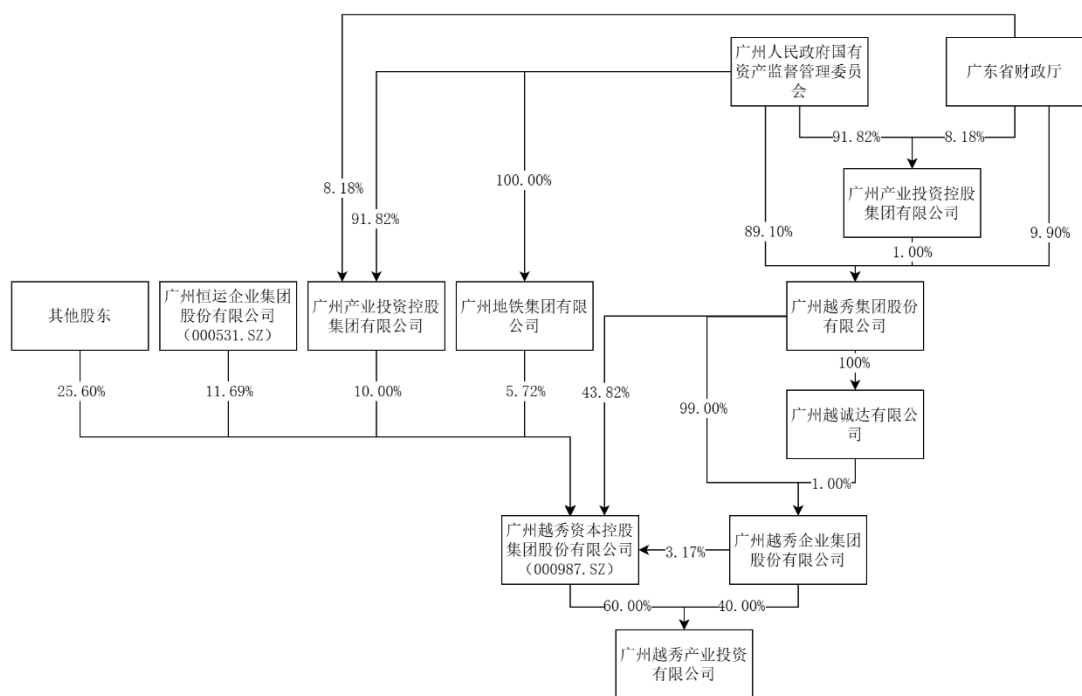 广州人民政府国有
资产监督管理委员
会
广东省财政厅
91.82%
8.18%
8.18%
100.00%
广州产业投资控股
集团有限公司
91.82%
89.10%
9.90%
1.00%
其他股东
广州恒运企业集团
股份有限公司
（000531.SZ）
广州产业投资控股
集团有限公司
广州地铁集团有限
公司
广州越秀集团股份
有限公司
100%
25.60%
11.69%
10.00%
5.72%
43.82%
99.00%
广州越诚达有限公
司
1.00%
广州越秀资本控股
集团股份有限公司
（000987.SZ）
3.17%
广州越秀企业集团
股份有限公司
60.00%
40.00%
广州越秀产业投资
有限公司